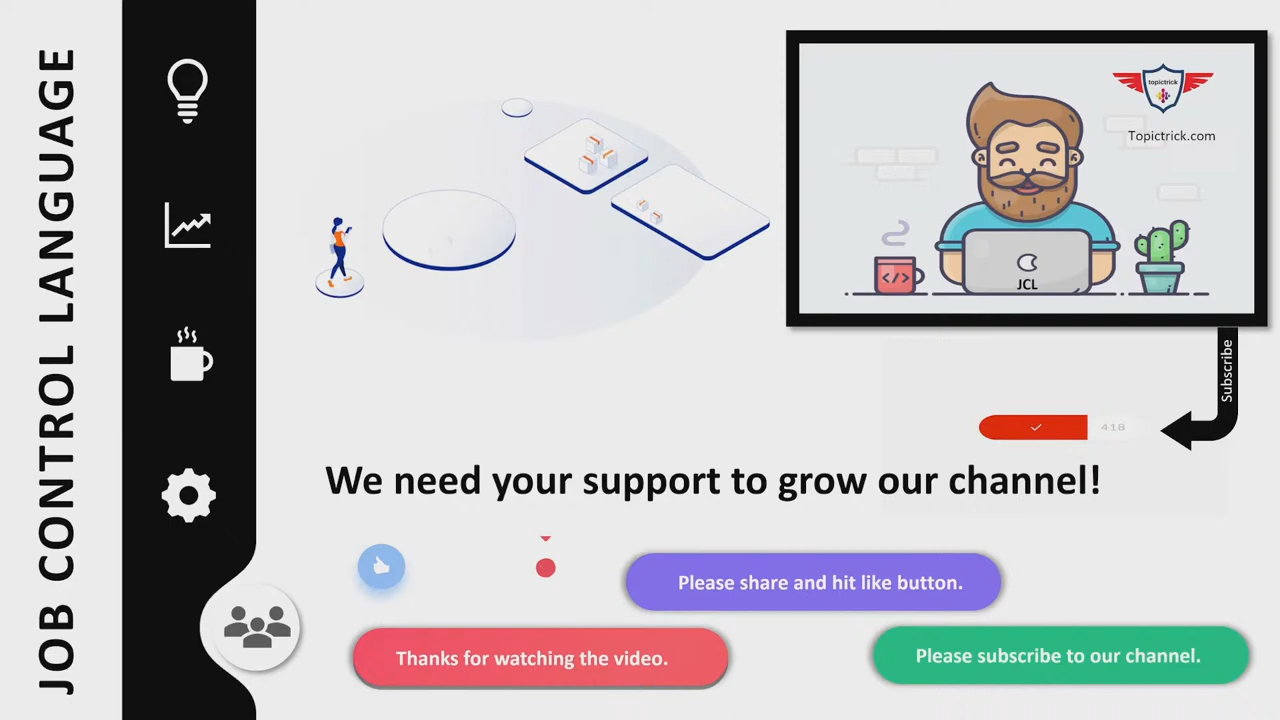 JOB CONTROL LANGUAGE
topictrick
Topictrick.com
</>
JCL
Subscribe
418
We need your support to grow our channel!
Please share and hit like button.
Thanks for watching the video.
Please subscribe to our channel.